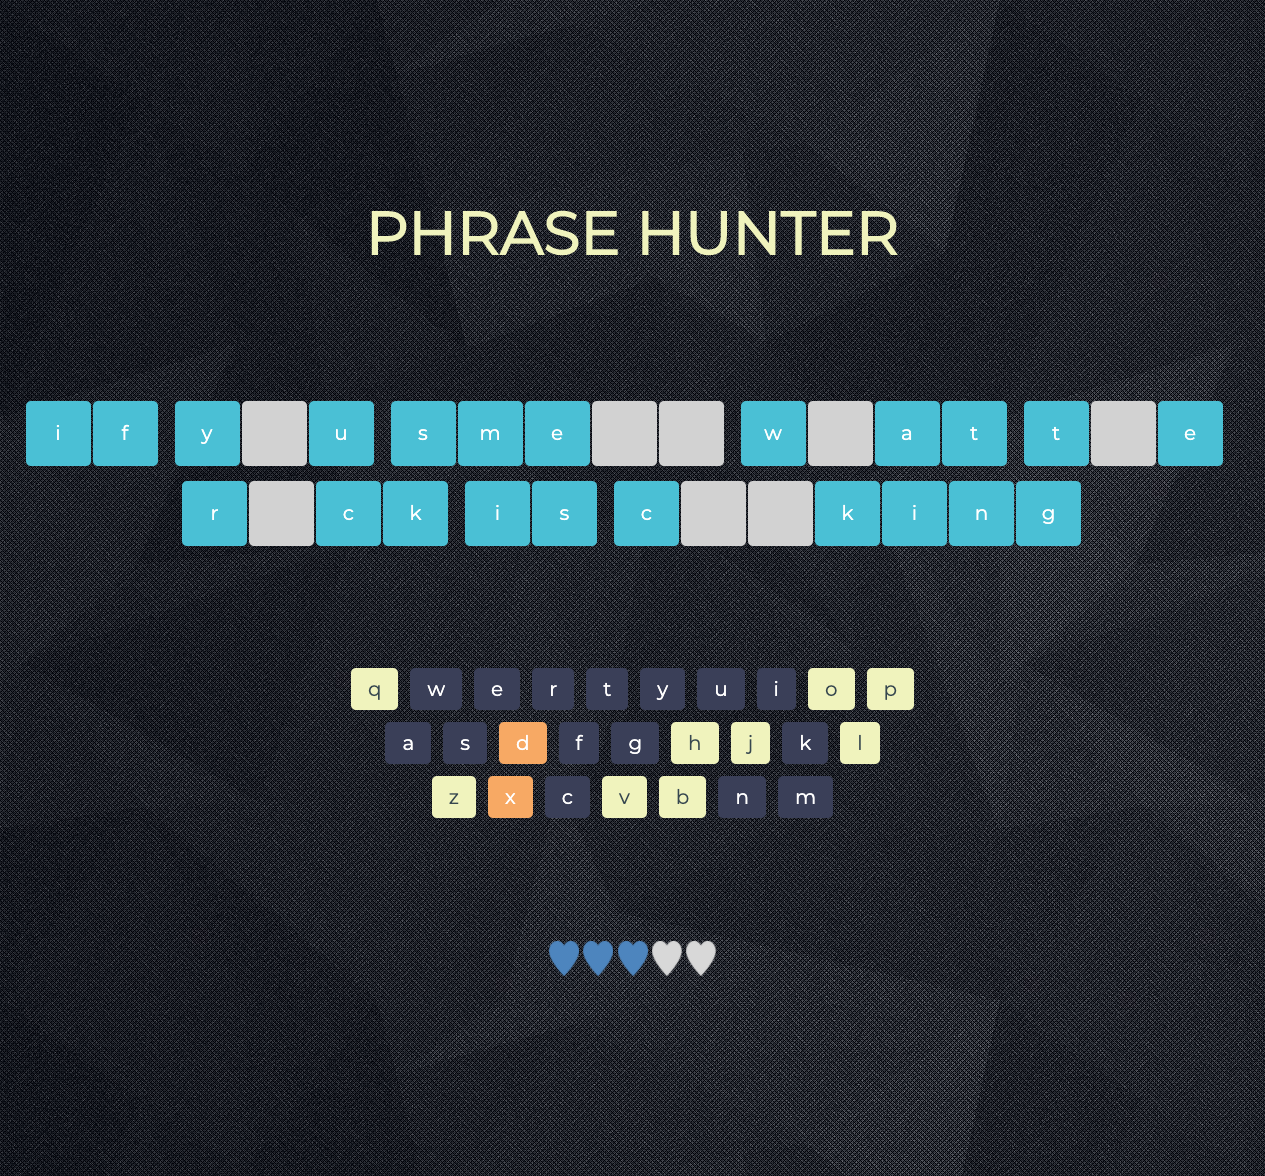 PHRASE HUNTER
i f y u s m e w a t t e
r c k i s c k i n g
q w e r t y u i o p
a s d f g h j k l
z x c v b n m